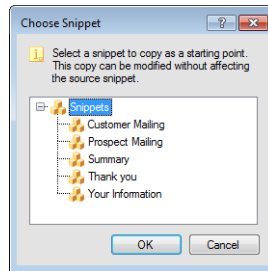 Choose Snippet
Select a snippet to copy as a starting point.
This copy can be modified without affecting
the source snippet.
Snippets
Customer Mailing
Prospect Mailing
Summary
Thank you
Your Information
OK Cancel